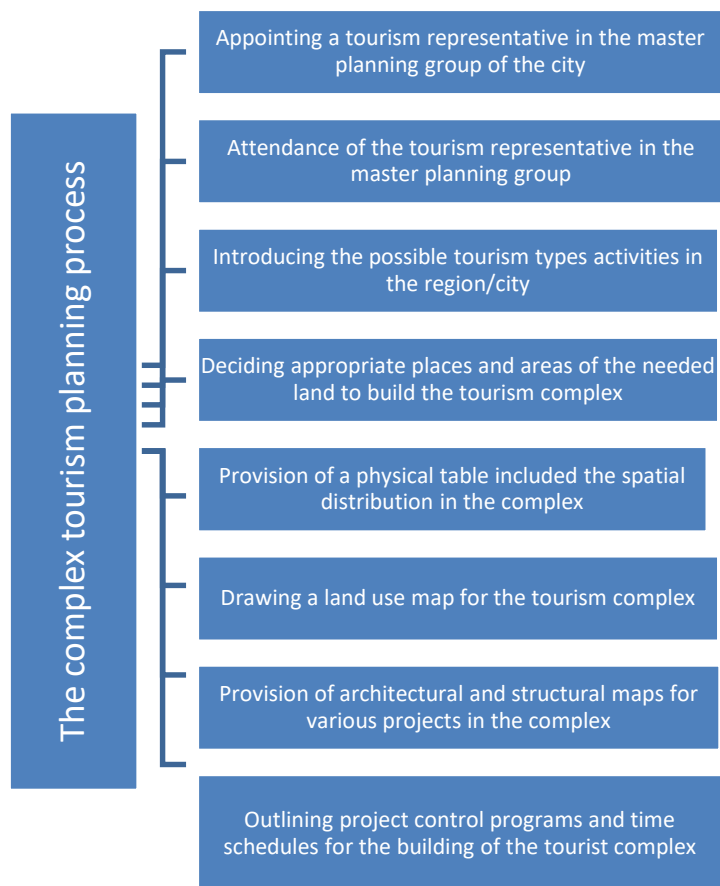 The complex tourism planning process
Appointing a tourism representative in the master
planning group of the city
Attendance of the tourism representative in the
master planning group
Introducing the possible tourism types activities in
the region/city
Deciding appropriate places and areas of the needed
land to build the tourism complex
Provision of a physical table included the spatial
distribution in the complex
Drawing a land use map for the tourism complex
Provision of architectural and structural maps for
various projects in the complex
Outlining project control programs and time
schedules for the building of the tourist complex